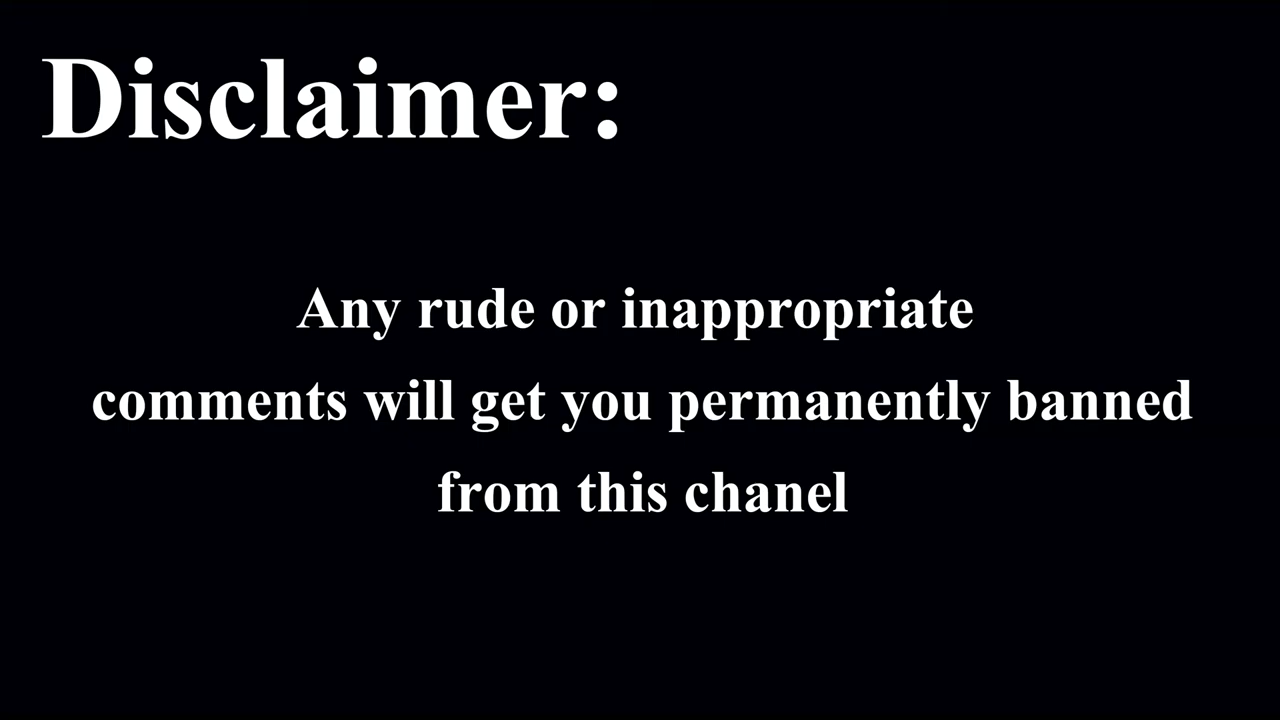 Disclaimer:
Any rude or inappropriate
comments will get you permanently banned
from this chanel